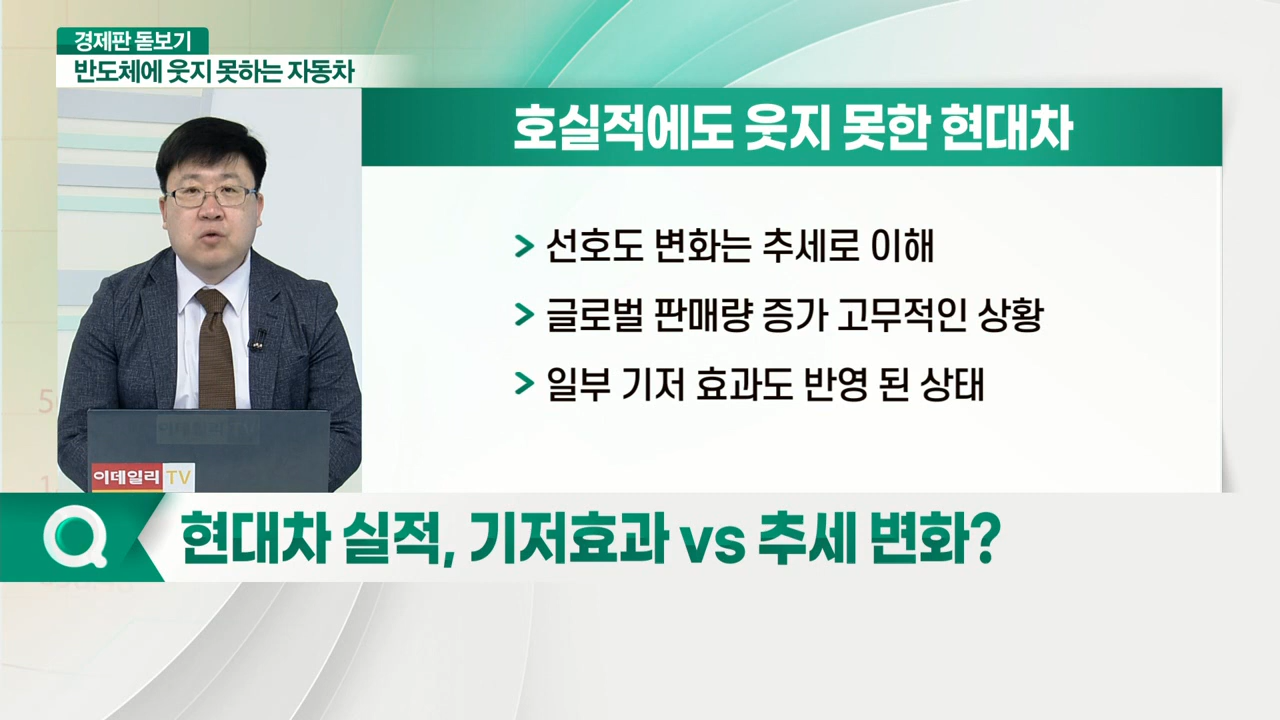 경제판 돋보기
반도체에 웃지 못하는 자동차
호실적에도 웃지 못한 현대차
> 선호도 변화는 추세로 이해
> 글로벌 판매량 증가 고무적인 상황
> 일부 기저 효과도 반영 된 상태
이데일리 TV
현대차 실적, 기저효과 vs 추세 변화?